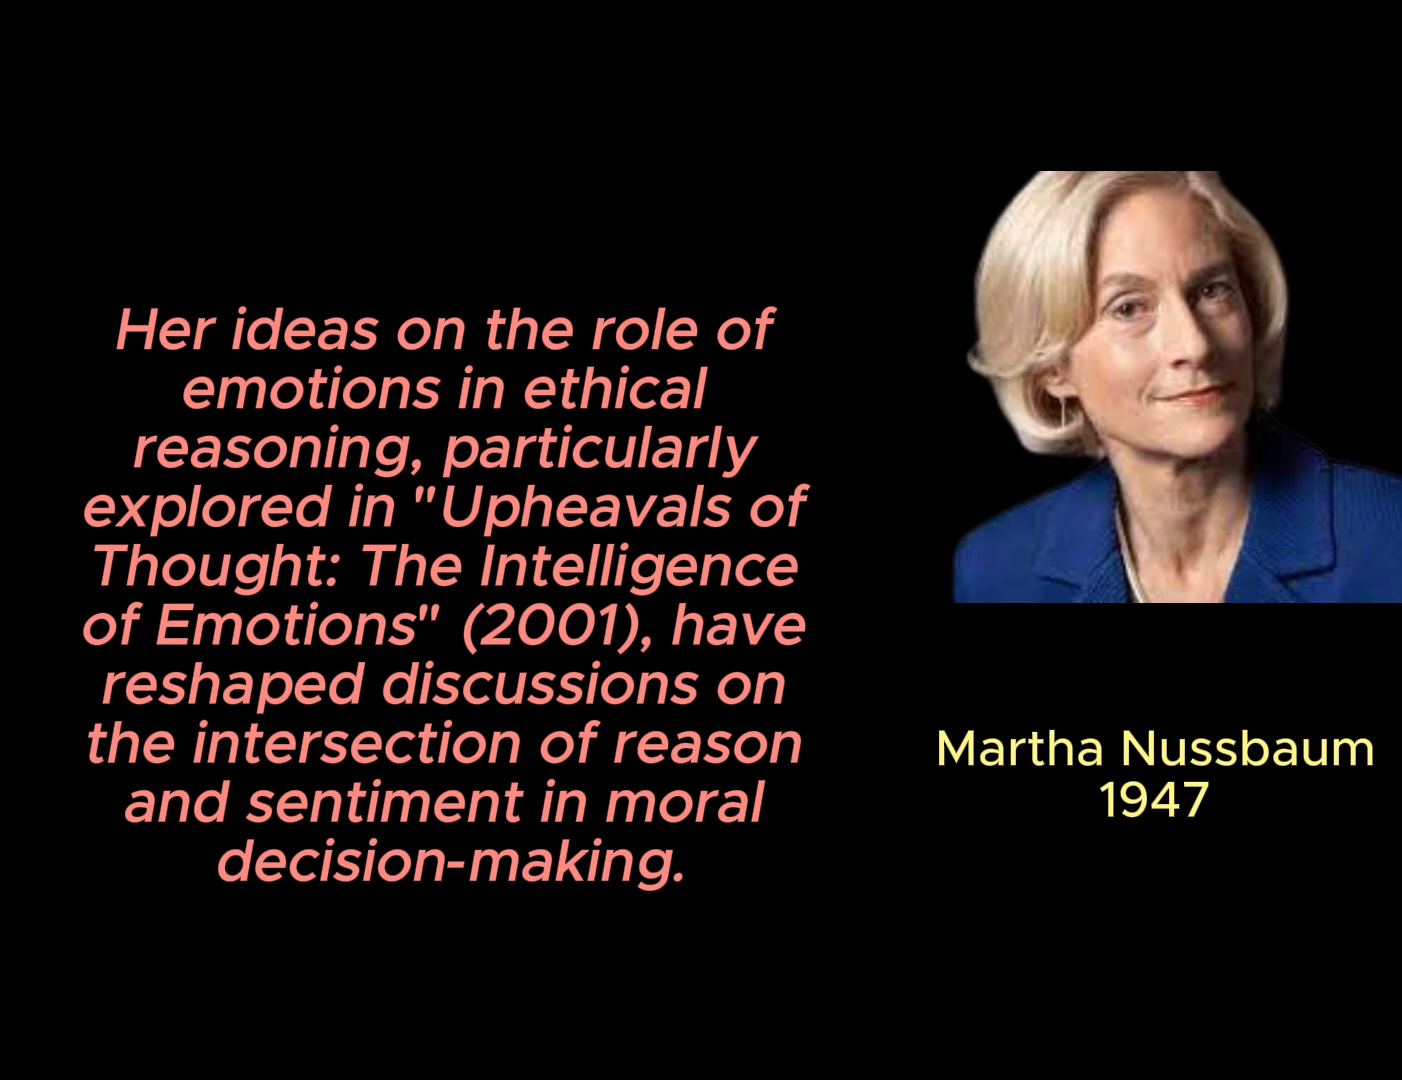 Her ideas on the role of
emotions in ethical
reasoning, particularly
explored in "Upheavals of
Thought: The Intelligence
of Emotions" (2001), have
reshaped discussions on
the intersection of reason
and sentiment in moral
decision-making.
Martha Nussbaum
1947